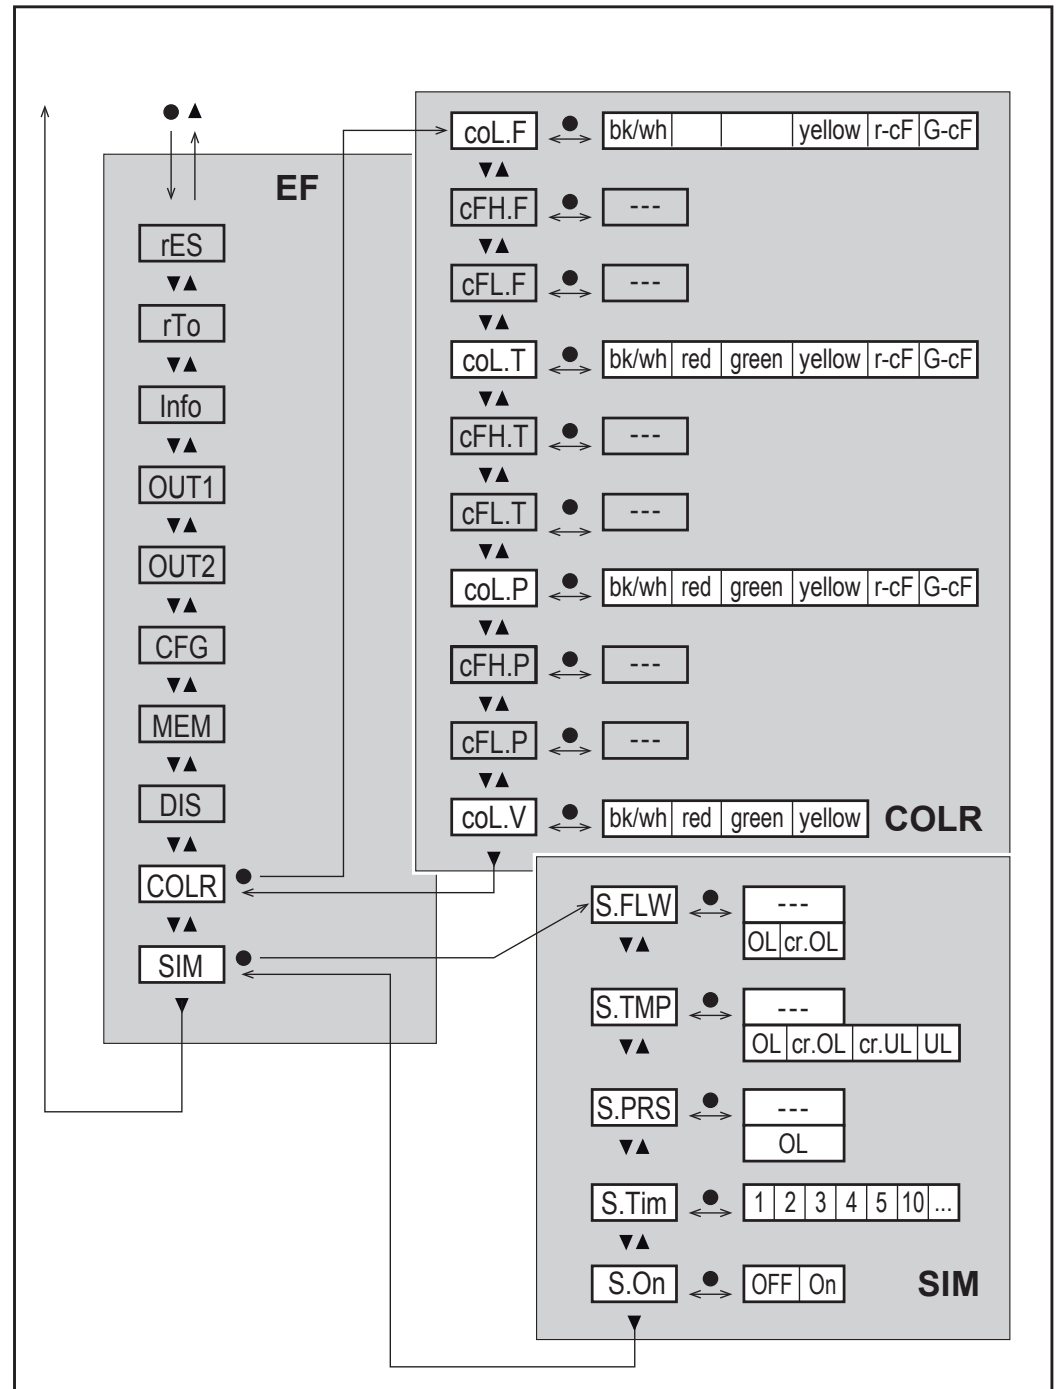 EF
rES
rTo
Info
OUT1
OUT2
CFG
MEM
DIS
COLR
SIM
coL.F bk/wh yellow r-cF G-cF
cFH.F ---
cFL.F ---
coL.T bk/wh red green yellow r-cF G-cF
cFH.T ---
cFL.T ---
coL.P bk/wh red green yellow r-cF G-cF
cFH.P ---
cFL.P ---
coL.V bk/wh red green yellow COLR
S.FLW ---
OL cr.OL
S.TMP ---
OL cr.OL cr.UL UL
S.PRS ---
OL
S.Tim 1 2 3 4 5 10 ...
S.On OFF On SIM